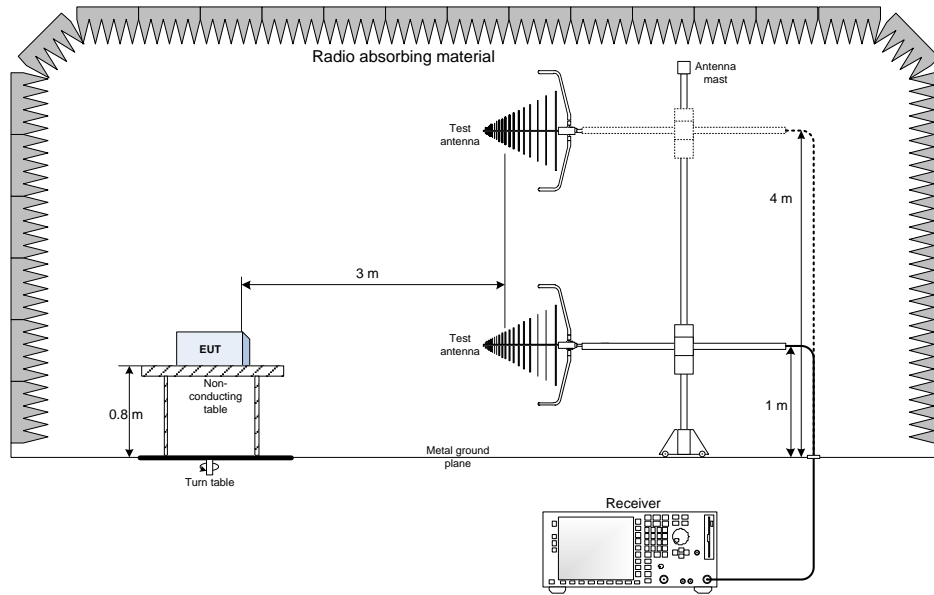 Radio absorbing material
Antenna
mast
Test
antenna
4 m
3 m
Test
antenna
EUT
Non-
conducting
table
0.8 m
1 m
Metal ground
plane
Turn table
Receiver